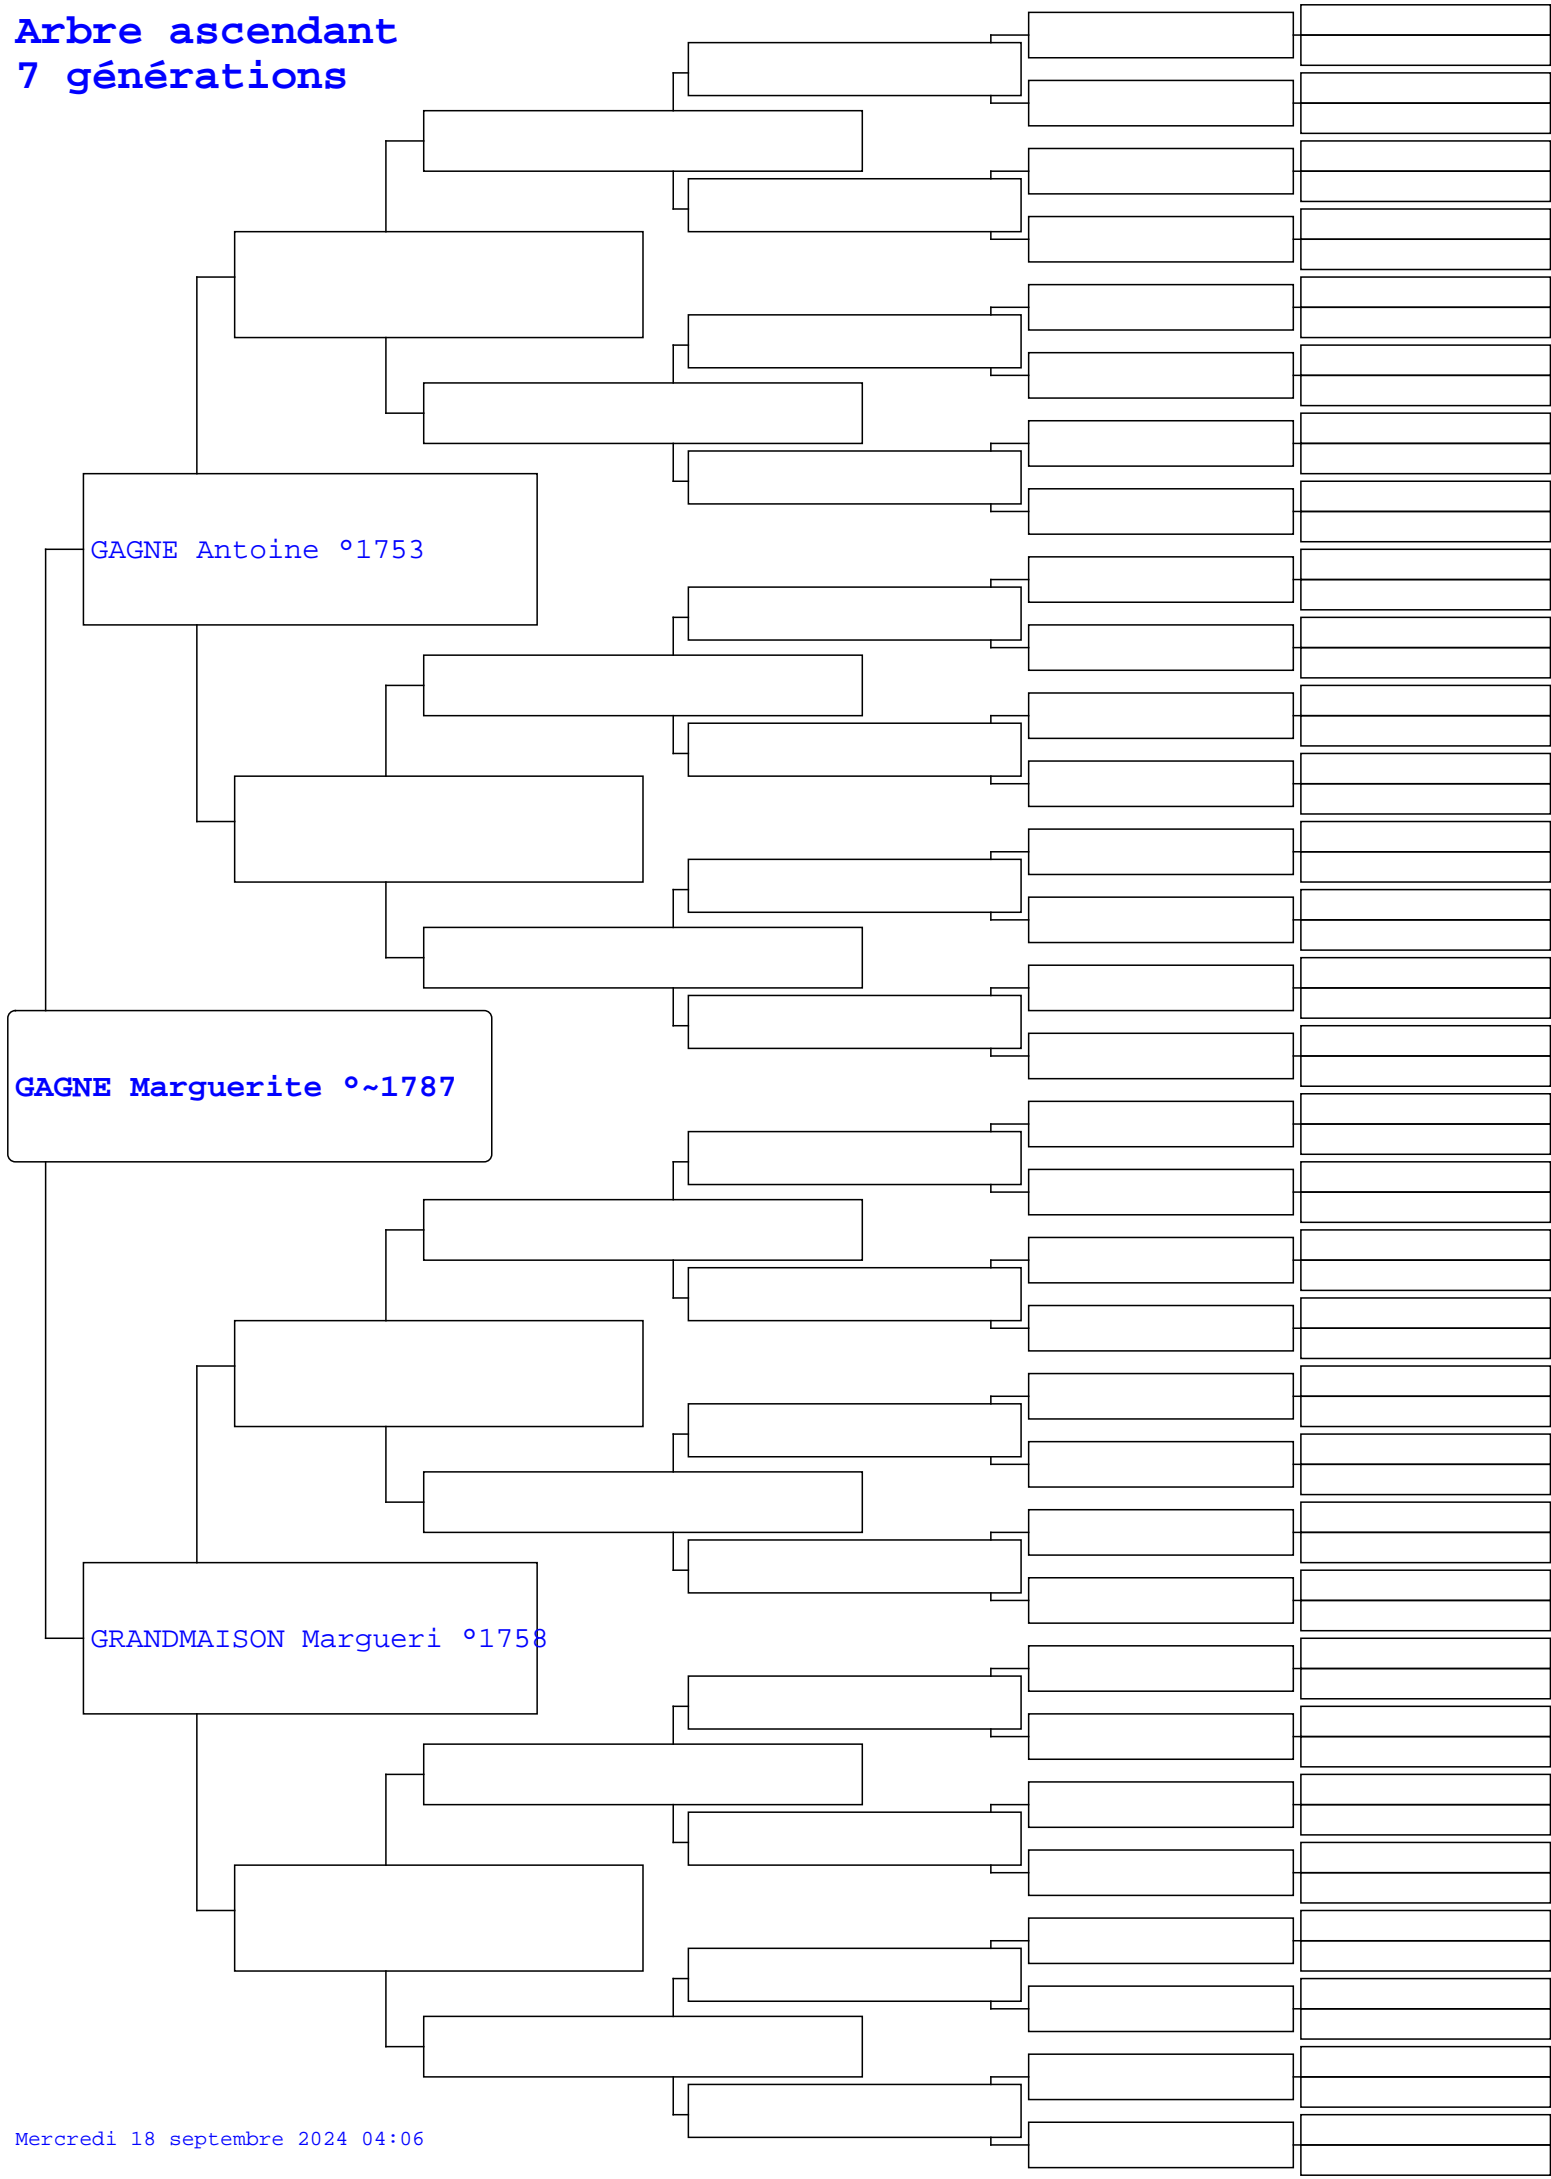 Arbre ascendant
7 générations
GAGNE Antoine °1753
GAGNE Marguerite °~1787
GRANDMAISON Margueri °1758
Mercredi 18 septembre 2024 04:06